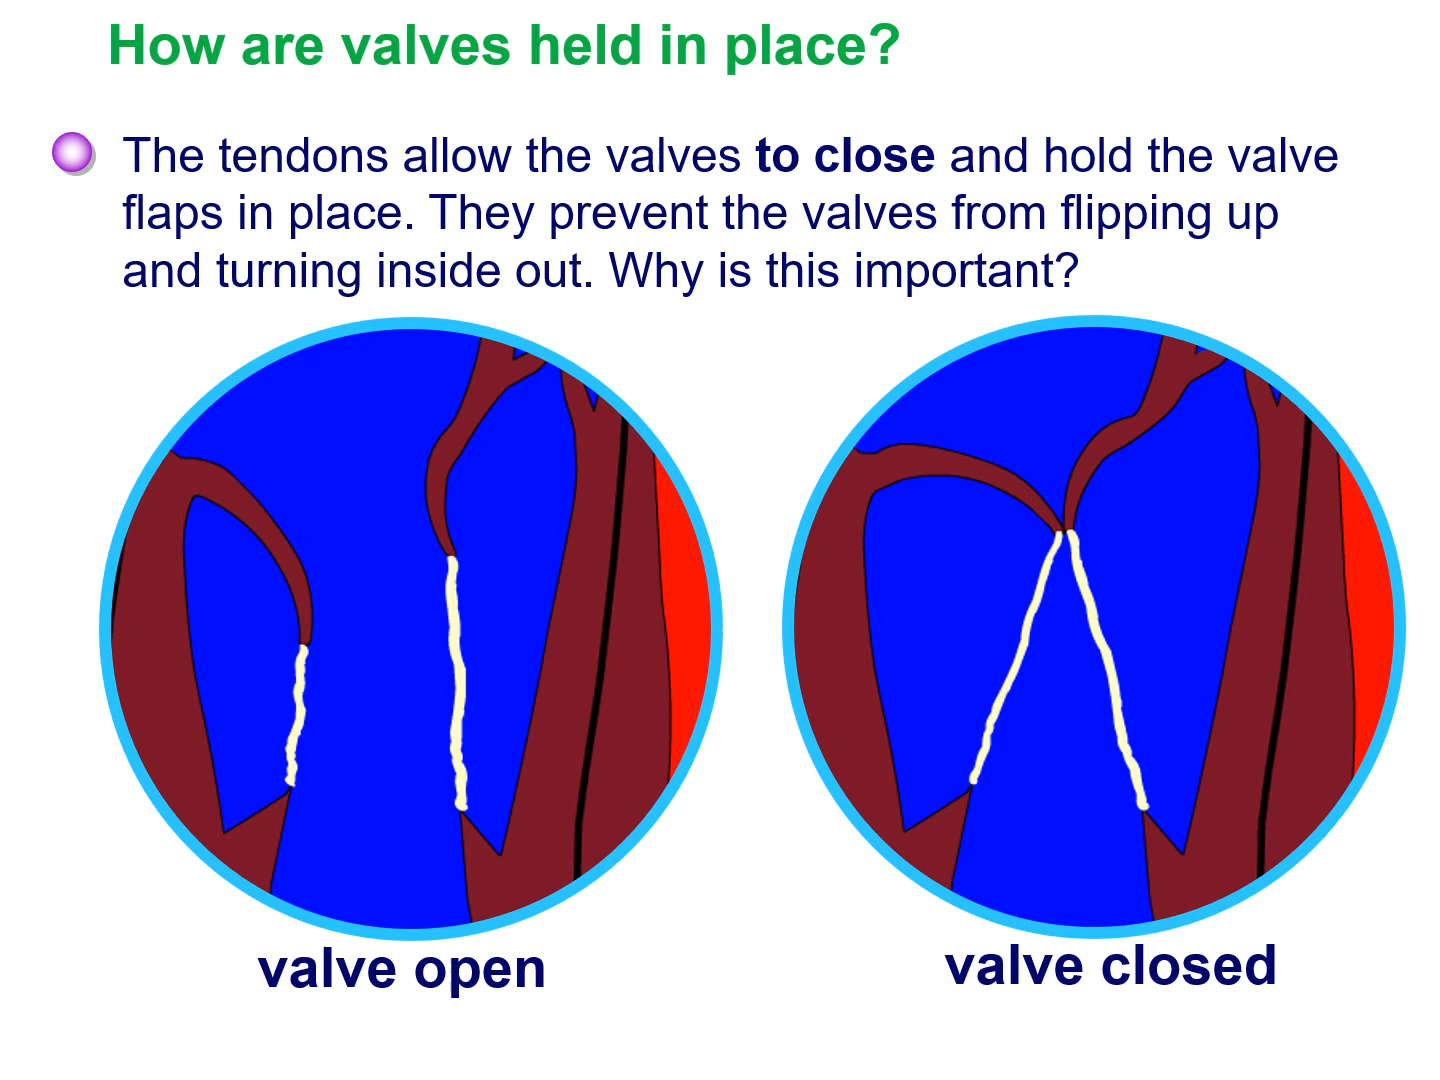 How are valves held in place?
The tendons allow the valves to close and hold the valve
flaps in place. They prevent the valves from flipping up
and turning inside out. Why is this important?
valve open
valve closed